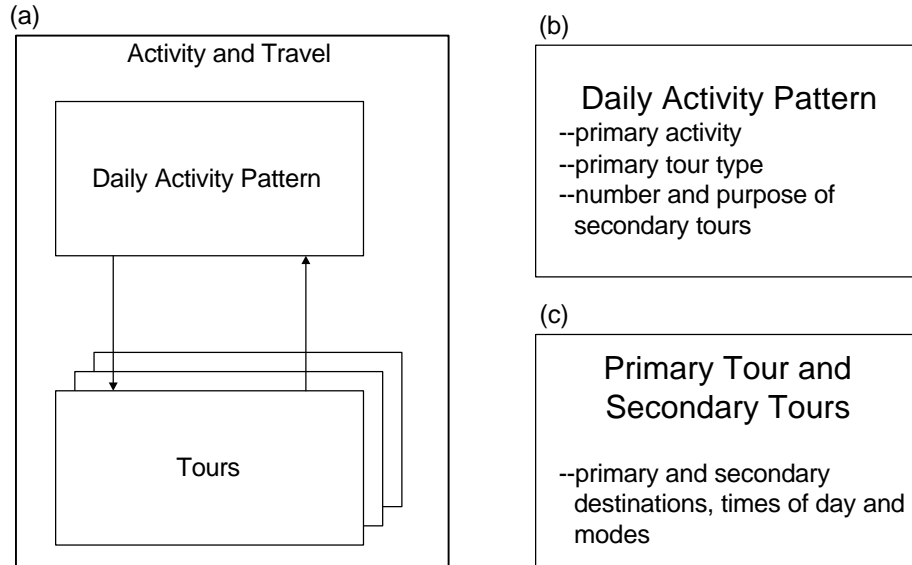 (a)
Activity and Travel
Daily Activity Pattern
Tours
(b)
Daily Activity Pattern
--primary activity
--primary tour type
--number and purpose of
secondary tours
(c)
Primary Tour and
Secondary Tours
--primary and secondary
destinations, times of day and
modes